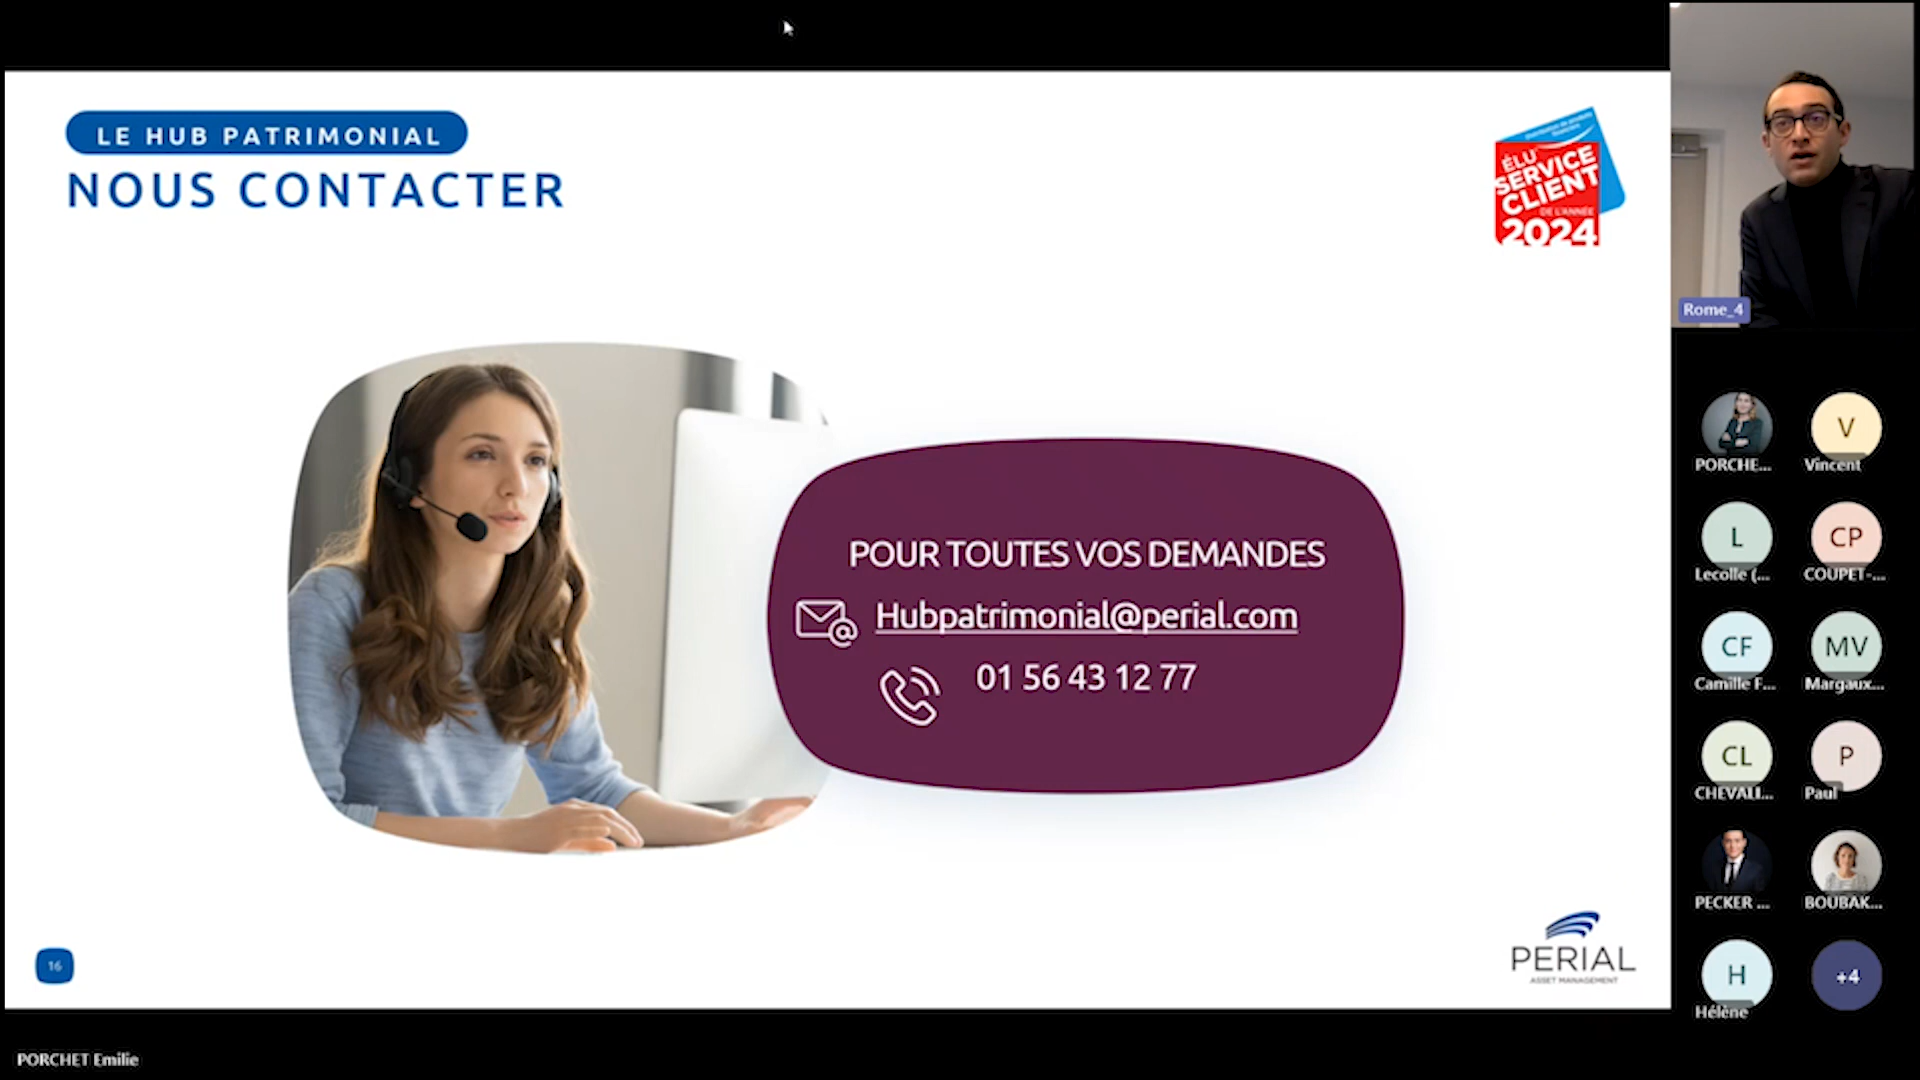 LE HUB PATRIMONIAL
NOUS CONTACTER
ÉLU
SERVICE
CLIENT
DE L'ANNÉE
2024
POUR TOUTES VOS DEMANDES
Hubpatrimonial@perial.com
01 56 43 12 77
16
PERIAL
ASSET MANAGEMENT
PORCHET Emilie
Rome_4
PORCHE...
V
Vincent
L
Lecolle (...
CP
COUPET-...
CF
Camille F...
MV
Margaux...
CL
CHEVALI...
P
Paul
PECKER ...
BOUBAK...
H
Hélène
+4